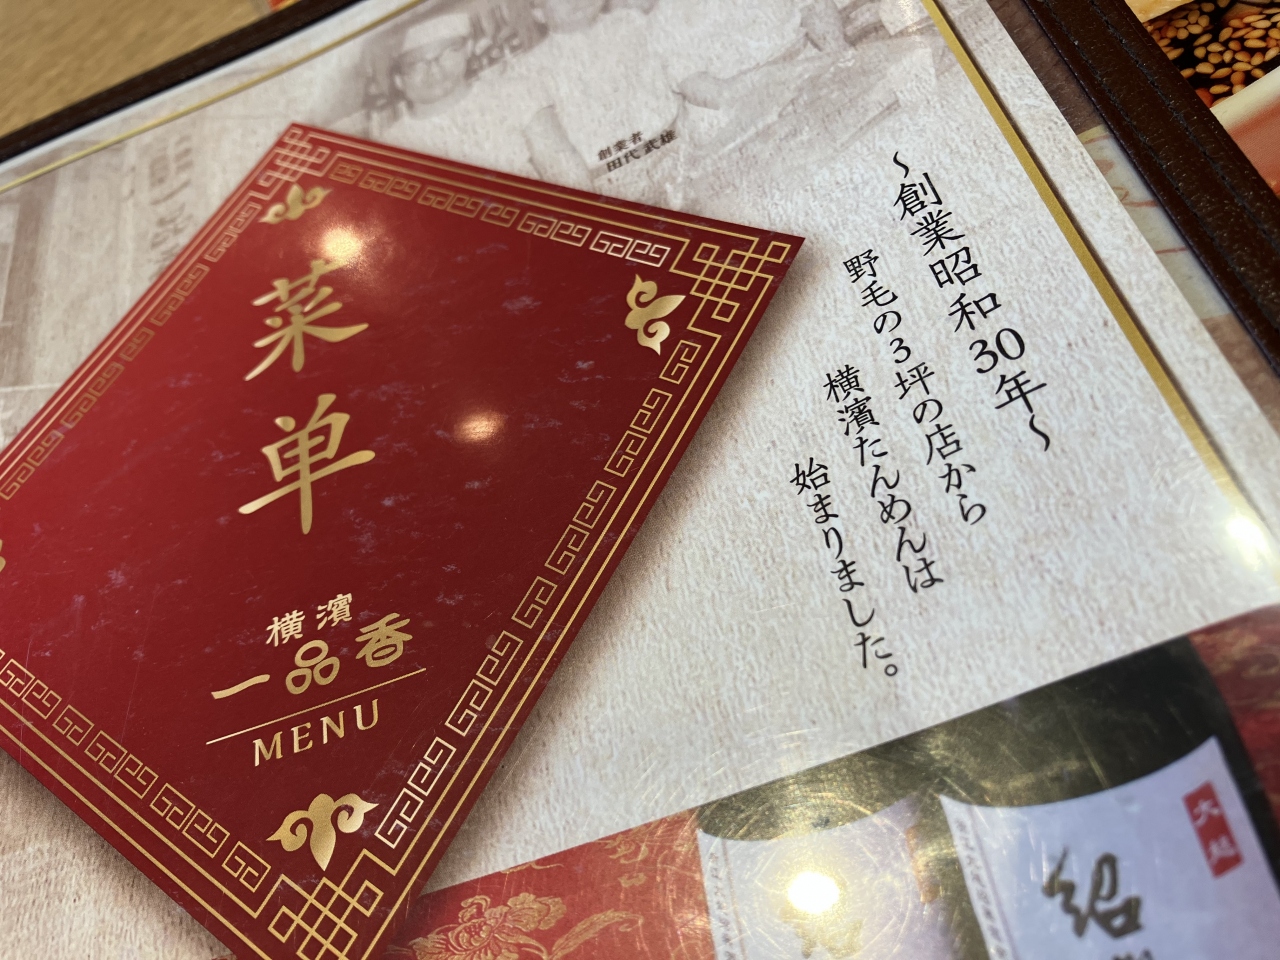 創業者
田代 武雄
～創業昭和30年～
野毛の3坪の店から
横濱たんめんは
始まりました。
菜单
横濱
一品香
MENU
紹